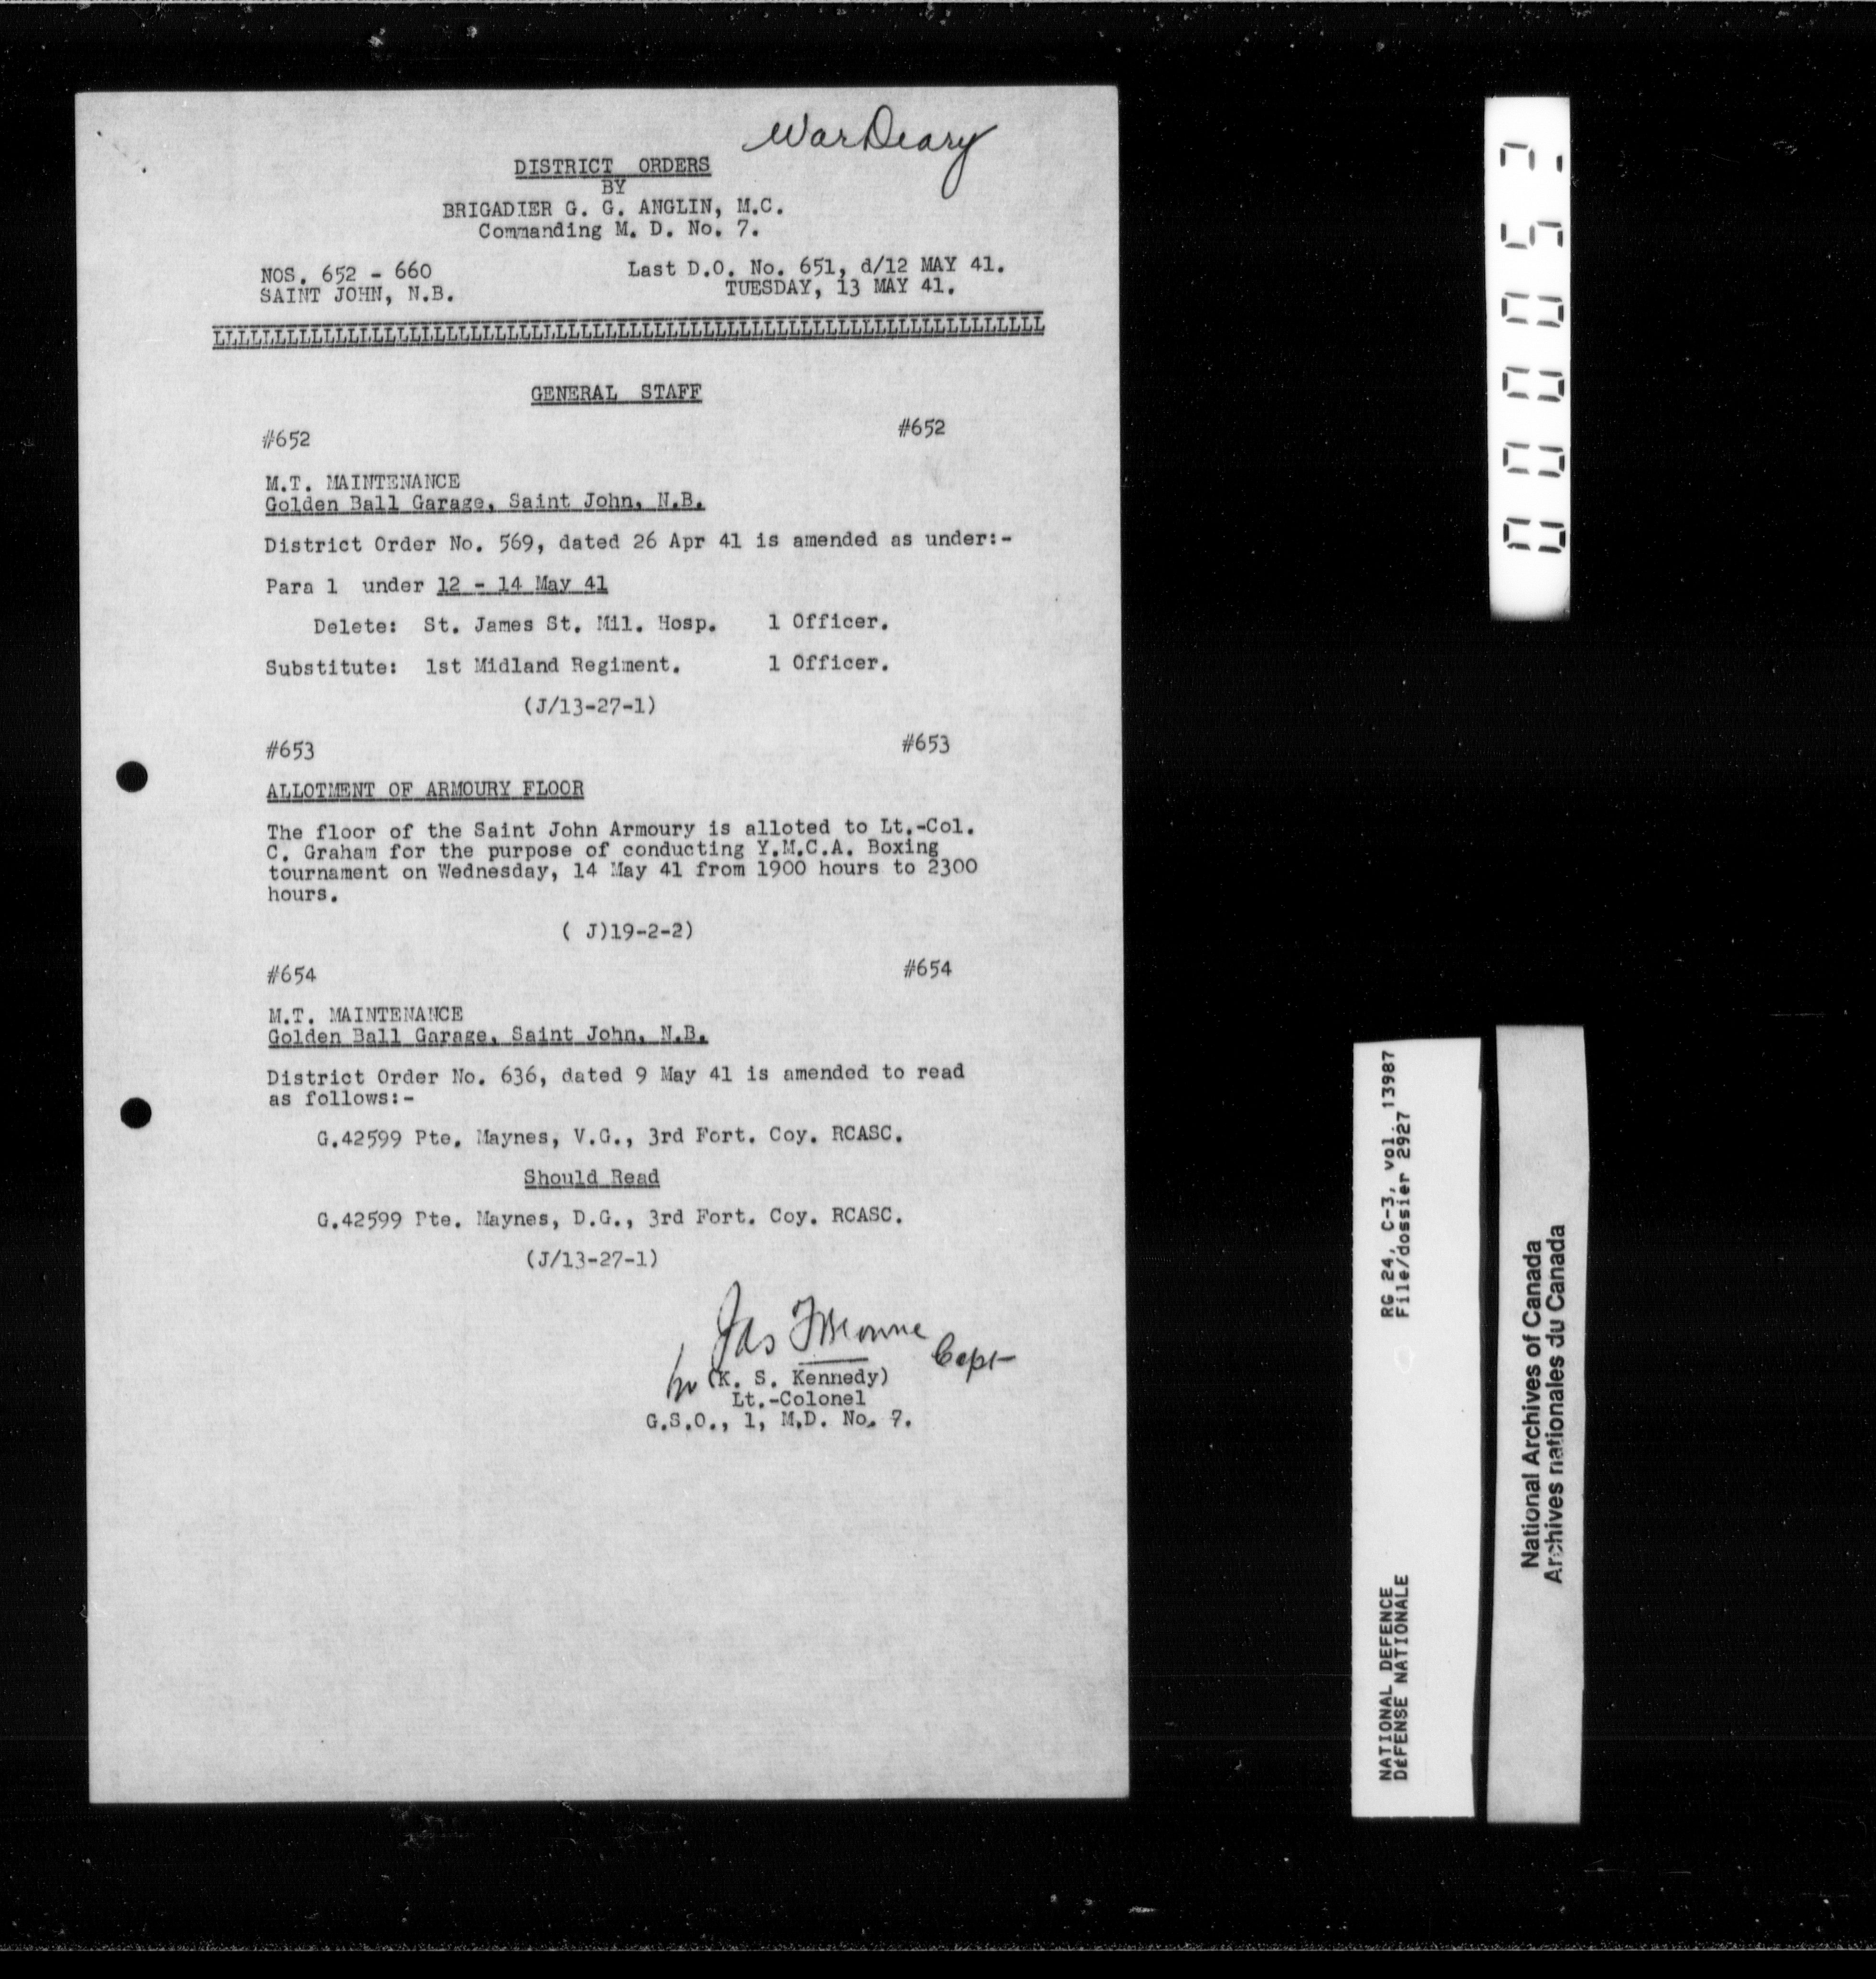 War Deary
DISTRICT ORDERS
BY
BRIGADIER G. G. ANGLIN, M.C.
Commanding M. D. No. 7.
NOS. 652 - 660 Last D.O. No. 651, d/12 MAY 41.
SAINT JOHN, N.B. TUESDAY, 13 MAY 41.
GENERAL STAFF
#652 #652
M.T. MAINTENANCE
Golden Ball Garage, Saint John, N.B.
District Order No. 569, dated 26 Apr 41 is amended as under:-
Para 1 under 12 - 14 May 41
Delete: St. James St. Mil. Hosp. 1 Officer.
Substitute: 1st Midland Regiment. 1 Officer.
(J/13-27-1)
#653 #653
ALLOTMENT OF ARMOURY FLOOR
The floor of the Saint John Armoury is alloted to Lt.-Col.
C. Graham for the purpose of conducting Y.M.C.A. Boxing
tournament on Wednesday, 14 May 41 from 1900 hours to 2300
hours.
( J)19-2-2)
#654 #654
M.T. MAINTENANCE
Golden Ball Garage, Saint John, N.B.
District Order No. 636, dated 9 May 41 is amended to read
as follows:-
G.42599 Pte. Maynes, V.G., 3rd Fort. Coy. RCASC.
Should Read
G.42599 Pte. Maynes, D.G., 3rd Fort. Coy. RCASC.
(J/13-27-1)
Jas Capt
(K. S. Kennedy)
Lt.-Colonel
G.S.O., 1, M.D. No. 7.
NATIONAL DEFENCE RG 24, C-3, vol. 13987
DéFENSE NATIONALE File/dossier 2927
National Archives of Canada
Archives nationales du Canada